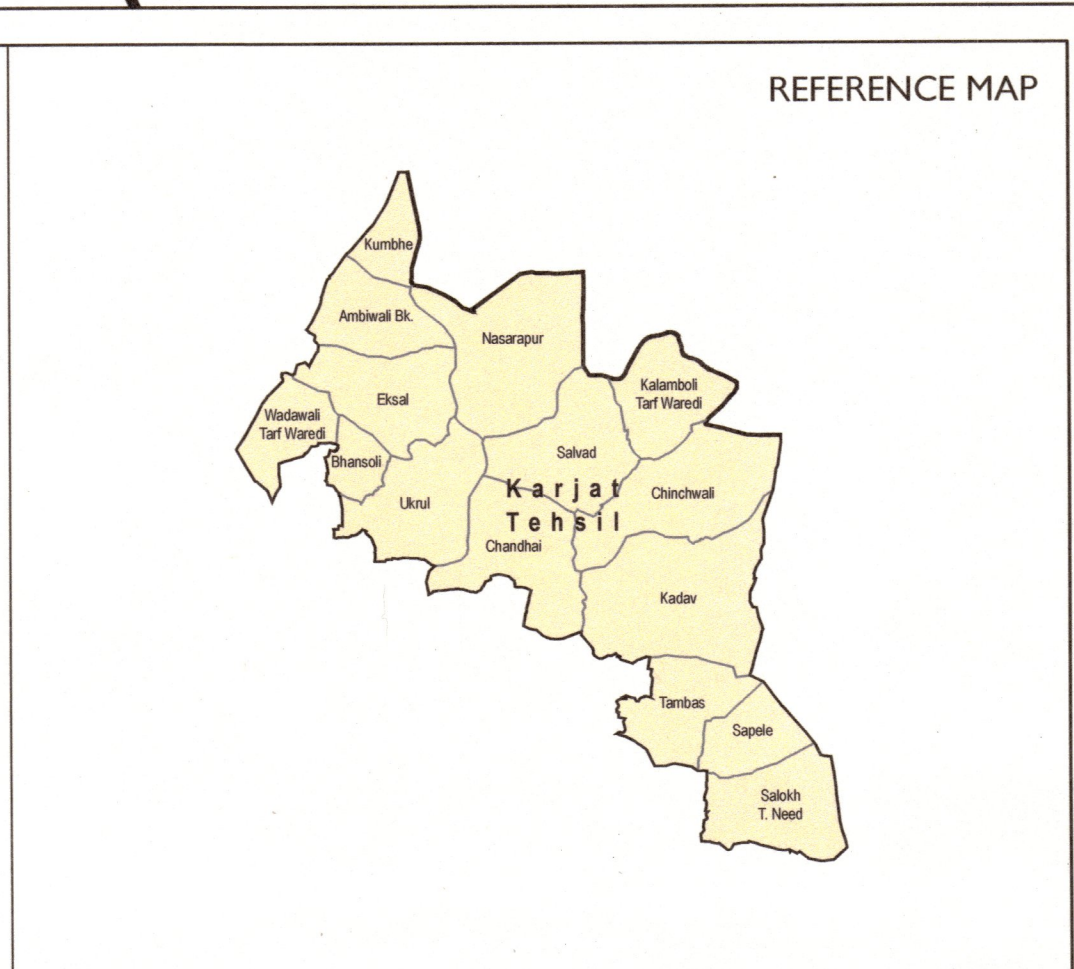 REFERENCE MAP
Kumbhe
Ambiwali Bk.
Nasarapur
Kalamboli
Tarf Waredi
Eksal
Wadawali
Tarf Waredi
Salvad
Bhansoli
Karjat
Tehsil
Chinchwali
Ukrul
Chandhai
Kadav
Tambas
Sapele
Salokh
T. Need